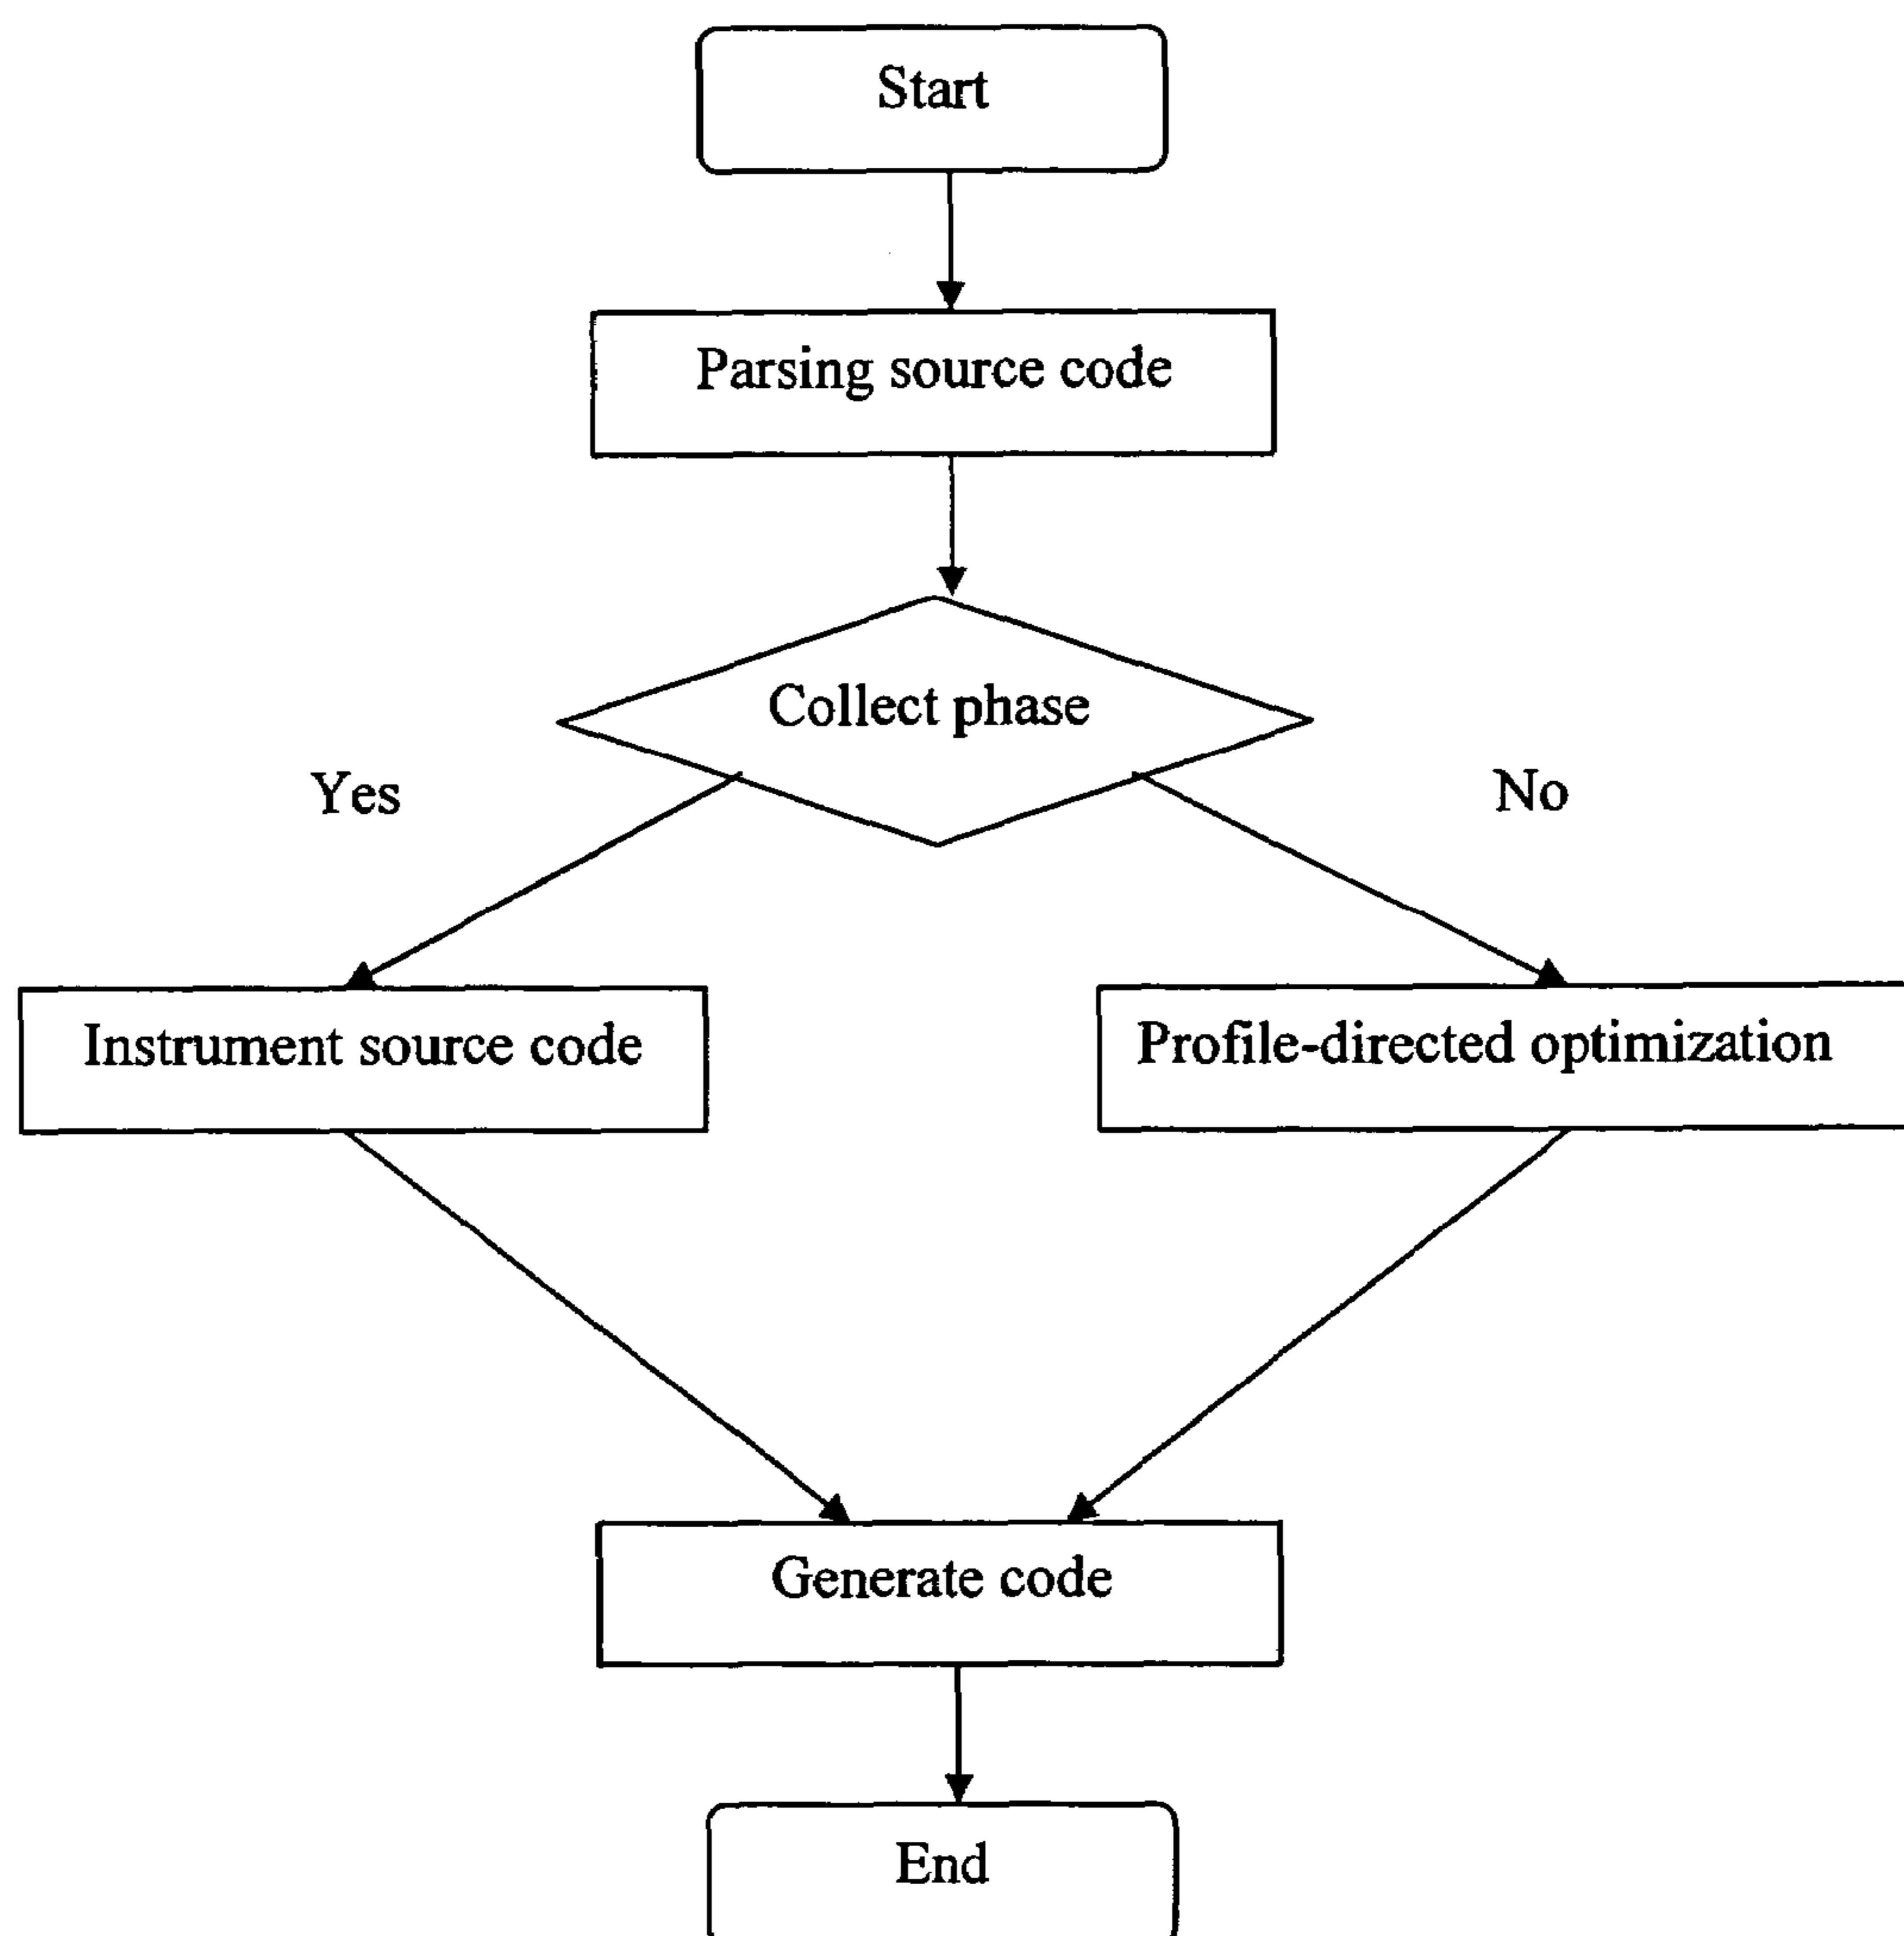 Start
Parsing source code
Collect phase
Yes
No
Instrument source code
Profile-directed optimization
Generate code
End